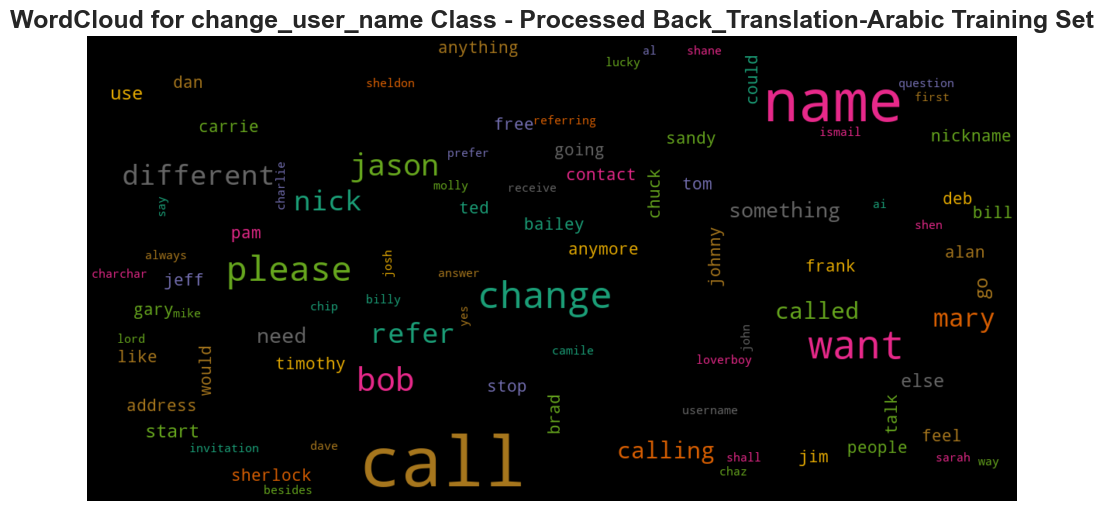 WordCloud for change_user_name Class - Processed Back_Translation-Arabic Training Set
anything
al
shane
lucky
dan
sheldon
could
name
question
use
first
carrie
free
referring
ismail
nickname
sandy
prefer
going
different
charlie
jason
contact
molly
receive
chuck
tom
nick
say
ted
something
ai
deb
bill
bailey
shen
pam
anymore
johnny
always
josh
alan
charchar
jeff
please
answer
frank
go
change
billy
chip
gary
mike
yes
called
mary
lord
need
refer
john
want
like
would
timothy
camile
loverboy
bob
stop
else
address
brad
username
talk
start
feel
invitation
dave
call
calling
people
shall
jim
sarah
way
sherlock
chaz
besides